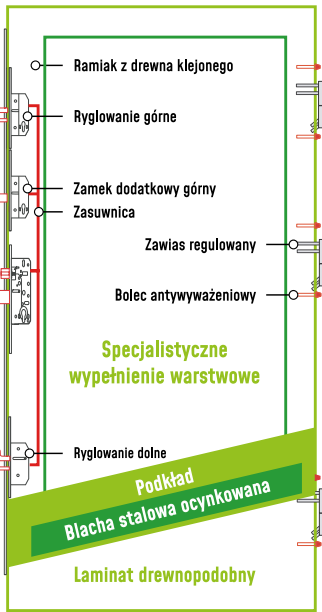 Ramiak z drewna klejonego
Ryglowanie górne
Zamek dodatkowy górny
Zasuwnica
Zawias regulowany
Bolec antywyważeniowy
Specjalistyczne
wypełnienie warstwowe
Ryglowanie dolne
Podkład
Blacha stalowa ocynkowana
Laminat drewnopodobny